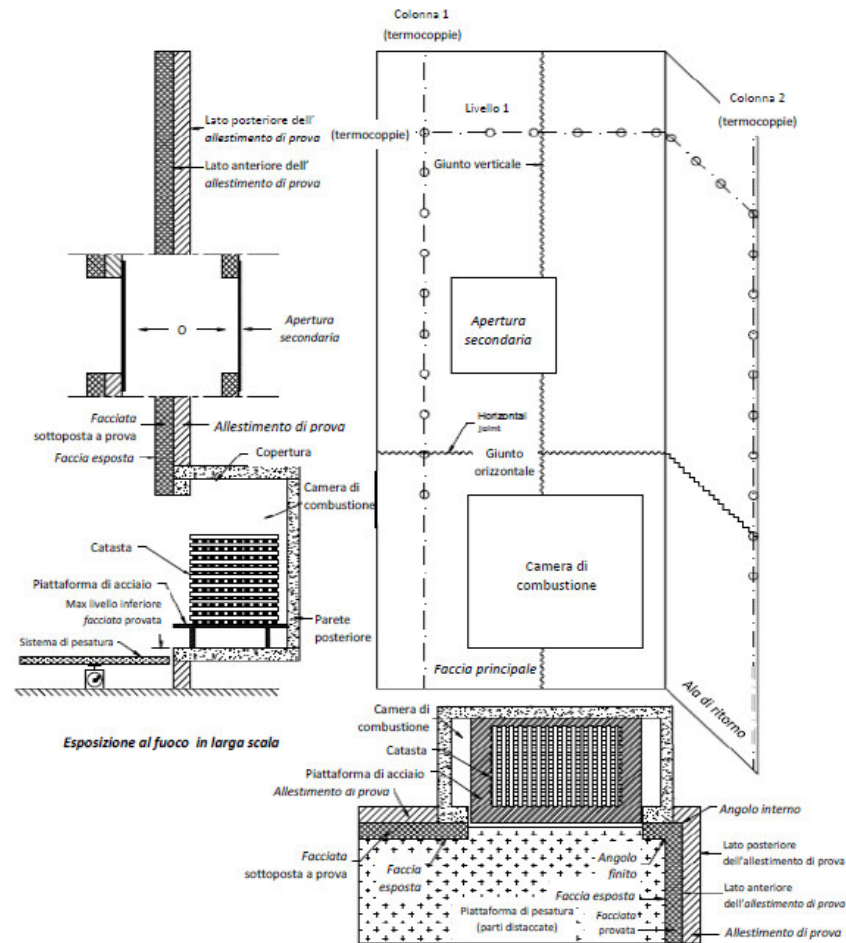 Colonna 1
(termocoppie)
Colonna 2
(termocoppie)
Livello 1
Lato posteriore dell'
allestimento di prova
(termocoppie)
Lato anteriore dell'
allestimento di prova
Giunto verticale
O
Apertura
secondaria
Apertura
secondaria
Facciata
sottoposta a prova
Allestimento di prova
Faccia esposta
Copertura
Horizontal
joint
Giunto
orizzontale
Camera di
combustione
Catasta
Piattaforma di acciaio
Max livello inferiore
facciata provata
Sistema di pesatura
Parete
posteriore
Camera di
combustione
Faccia principale
Ala di ritorno
Esposizione al fuoco in larga scala
Camera di
combustione
Catasta
Piattaforma di acciaio
Allestimento di prova
Angolo interno
Facciata
sottoposta a prova
Faccia
esposta
Angolo
finito
Lato posteriore
dell'allestimento di prova
Faccia esposta
Lato anteriore
dell'allestimento di prova
Piattaforma di pesatura
(parti distaccate)
Facciata
provata
Allestimento di prova